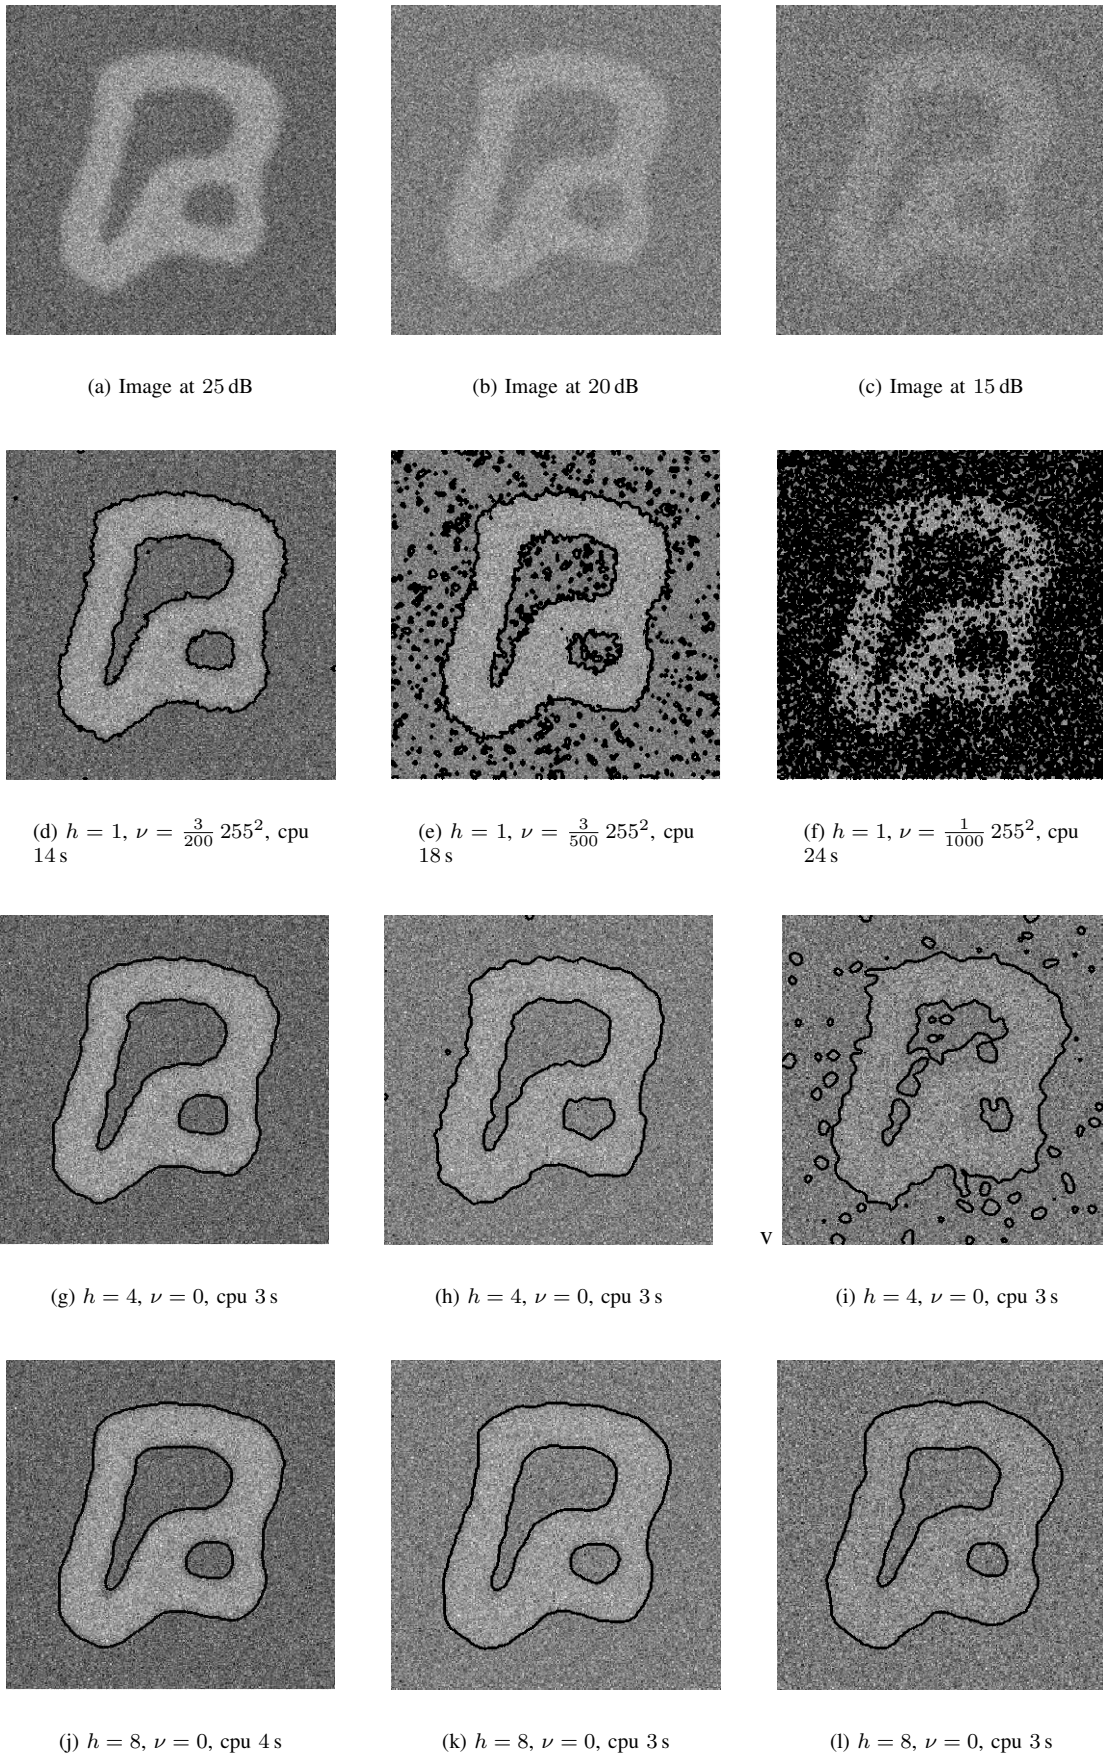 (a) Image at 25 dB
(b) Image at 20 dB
(c) Image at 15 dB
(d) h = 1, ν = 3/200 255², cpu
14 s
(e) h = 1, ν = 3/500 255², cpu
18 s
(f) h = 1, ν = 1/1000 255², cpu
24 s
v
(g) h = 4, ν = 0, cpu 3 s
(h) h = 4, ν = 0, cpu 3 s
(i) h = 4, ν = 0, cpu 3 s
(j) h = 8, ν = 0, cpu 4 s
(k) h = 8, ν = 0, cpu 3 s
(l) h = 8, ν = 0, cpu 3 s